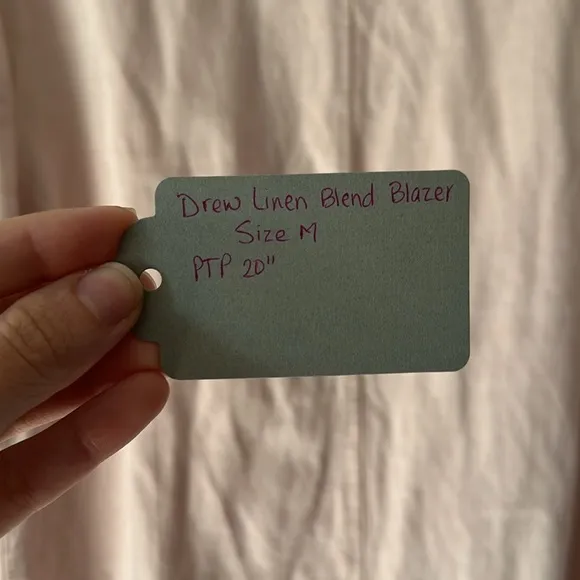 Drew Linen Blend Blazer
Size M
PTP 20"